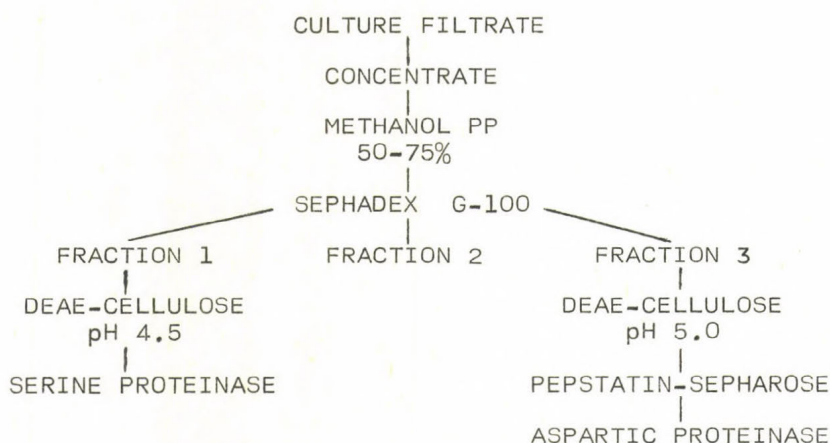 CULTURE FILTRATE
CONCENTRATE
METHANOL PP
50-75%
SEPHADEX G-100
FRACTION 1
FRACTION 2
FRACTION 3
DEAE-CELLULOSE
pH 4.5
DEAE-CELLULOSE
pH 5.0
SERINE PROTEINASE
PEPSTATIN-SEPHAROSE
ASPARTIC PROTEINASE